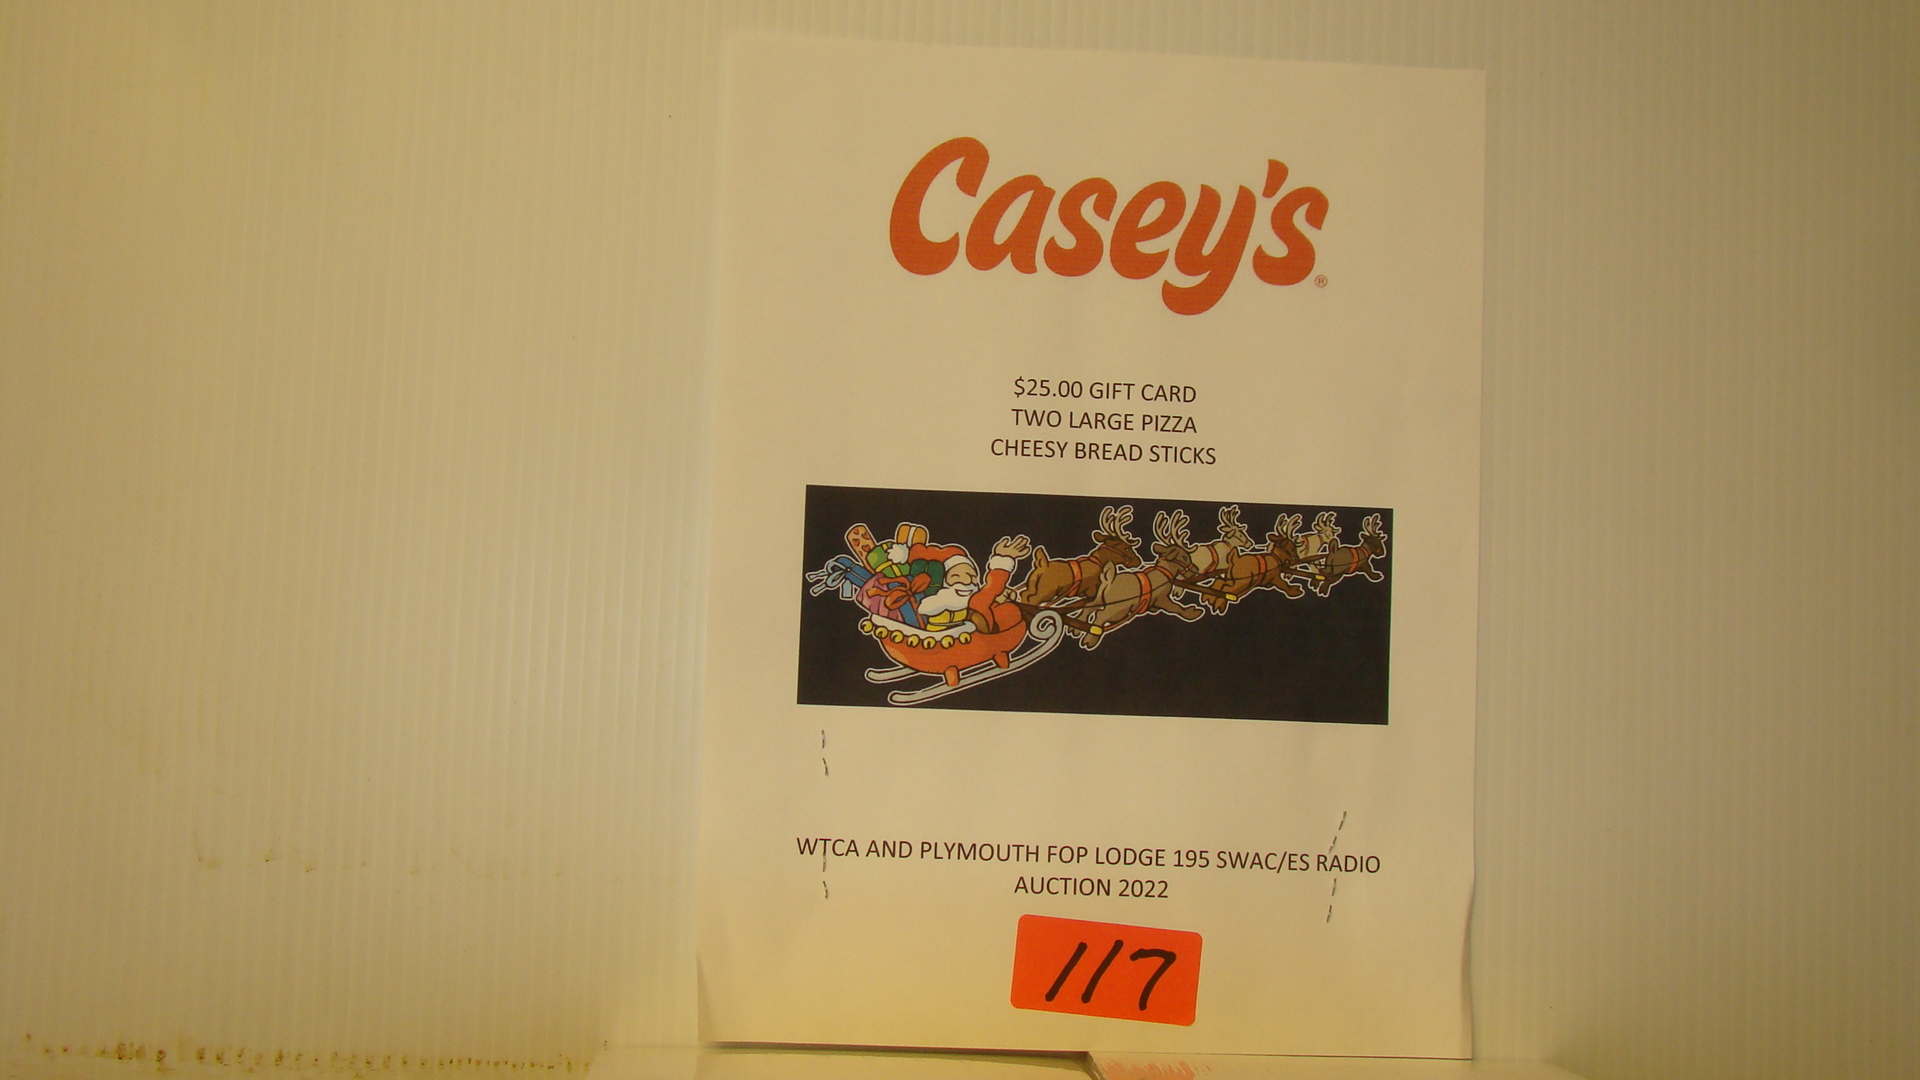 Casey's®
$25.00 GIFT CARD
TWO LARGE PIZZA
CHEESY BREAD STICKS
WTCA AND PLYMOUTH FOP LODGE 195 SWAC/ES RADIO
AUCTION 2022
117